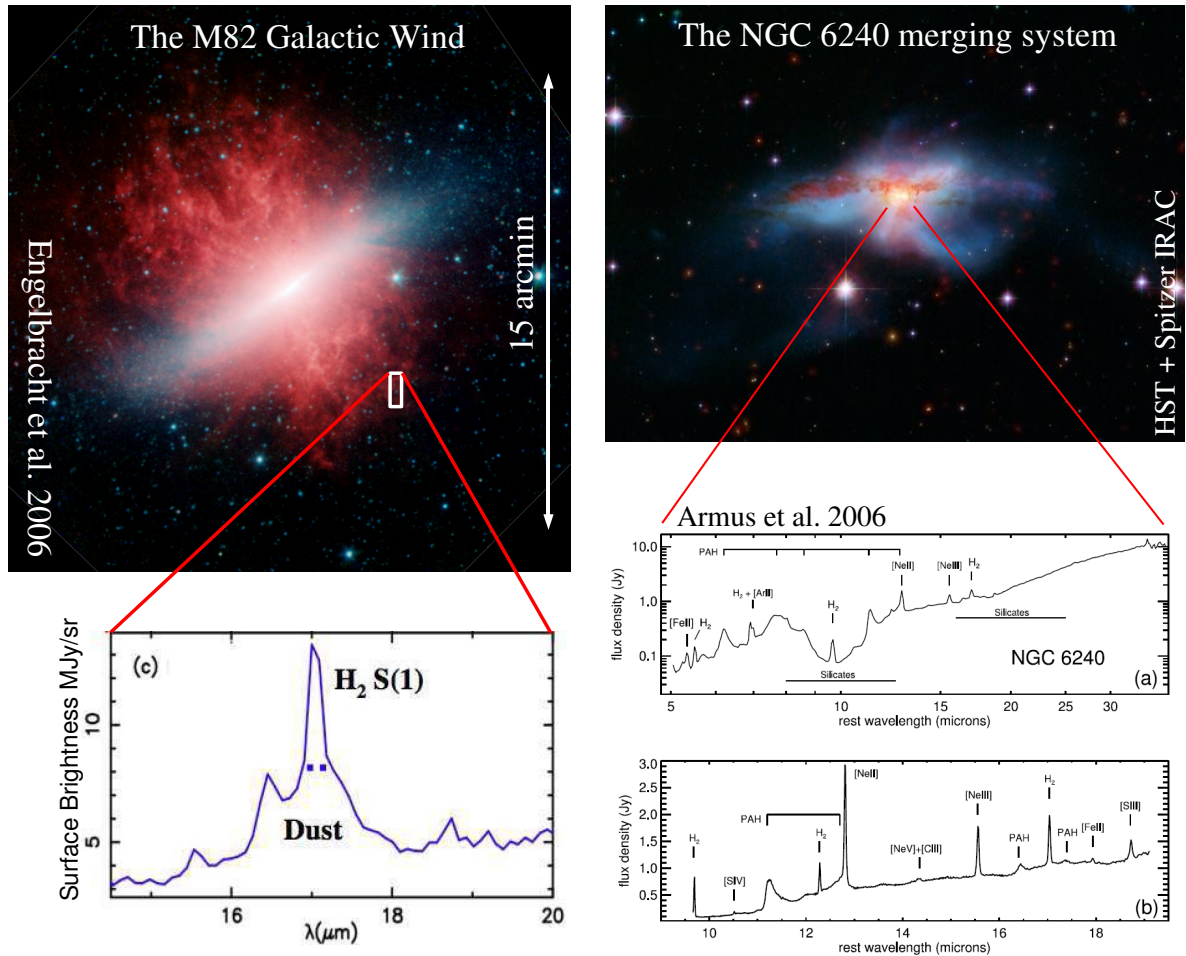 The M82 Galactic Wind
15 arcmin
Engelbracht et al. 2006
(c)
H₂ S(1)
Dust
Surface Brightness MJy/sr
10
5
16
18
20
λ(μm)
The NGC 6240 merging system
HST + Spitzer IRAC
Armus et al. 2006
PAH
[NeII]
[NeIII]
H₂
H₂ + [ArII]
H₂
[FeII]
H₂
Silicates
Silicates
NGC 6240
(a)
flux density (Jy)
10.0
1.0
0.1
5
10
15
20
25
30
rest wavelength (microns)
[NeII]
PAH
H₂
H₂
[SIV]
[NeV]+[ClII]
[NeIII]
PAH
H₂
PAH
[FeII]
[SIII]
(b)
flux density (Jy)
3.0
2.5
2.0
1.5
1.0
0.5
10
12
14
16
18
rest wavelength (microns)